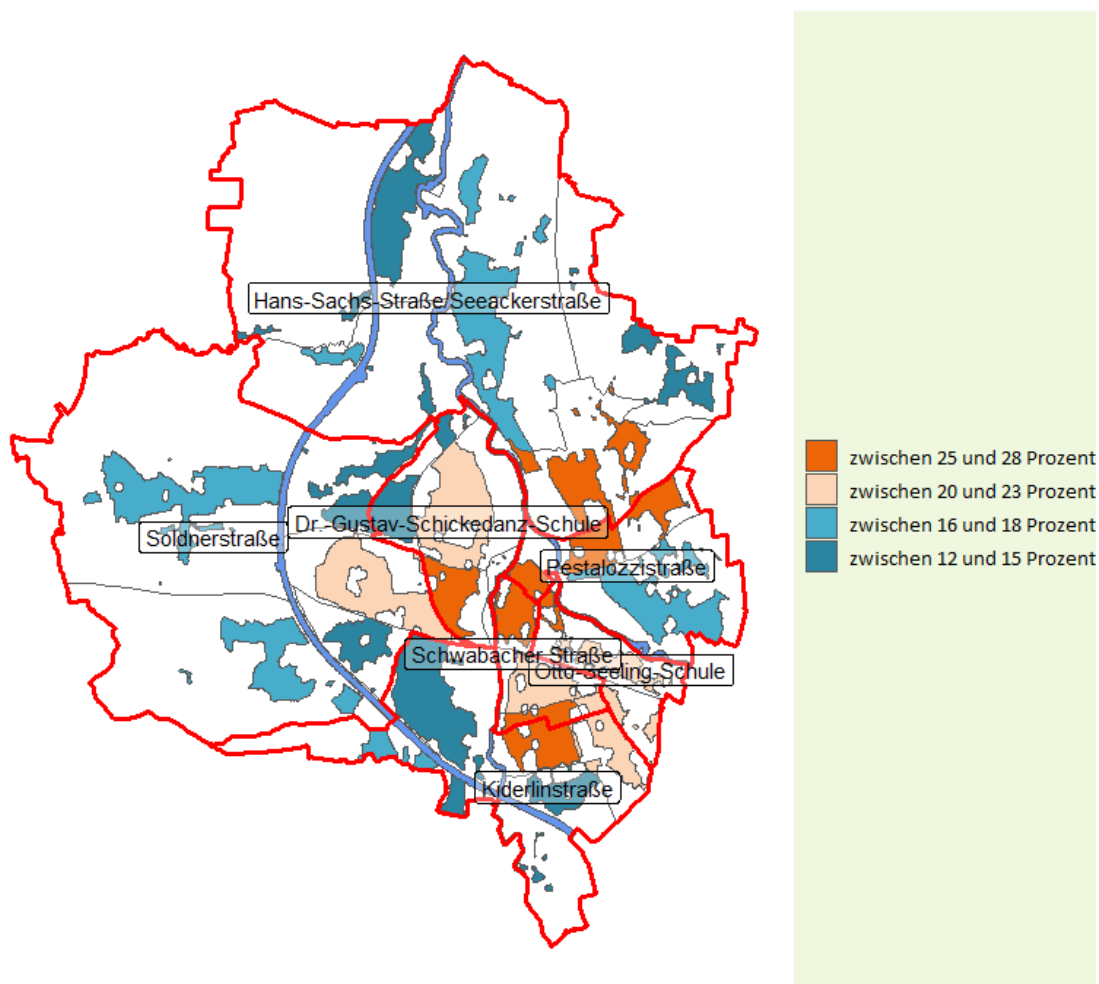 Hans-Sachs-Straße/Seeackerstraße
Dr.-Gustav-Schickedanz-Schule
Soldnerstraße
Pestalozzistraße
Schwabacher Straße
Otto-Seeling-Schule
Kiderlinstraße
zwischen 25 und 28 Prozent
zwischen 20 und 23 Prozent
zwischen 16 und 18 Prozent
zwischen 12 und 15 Prozent